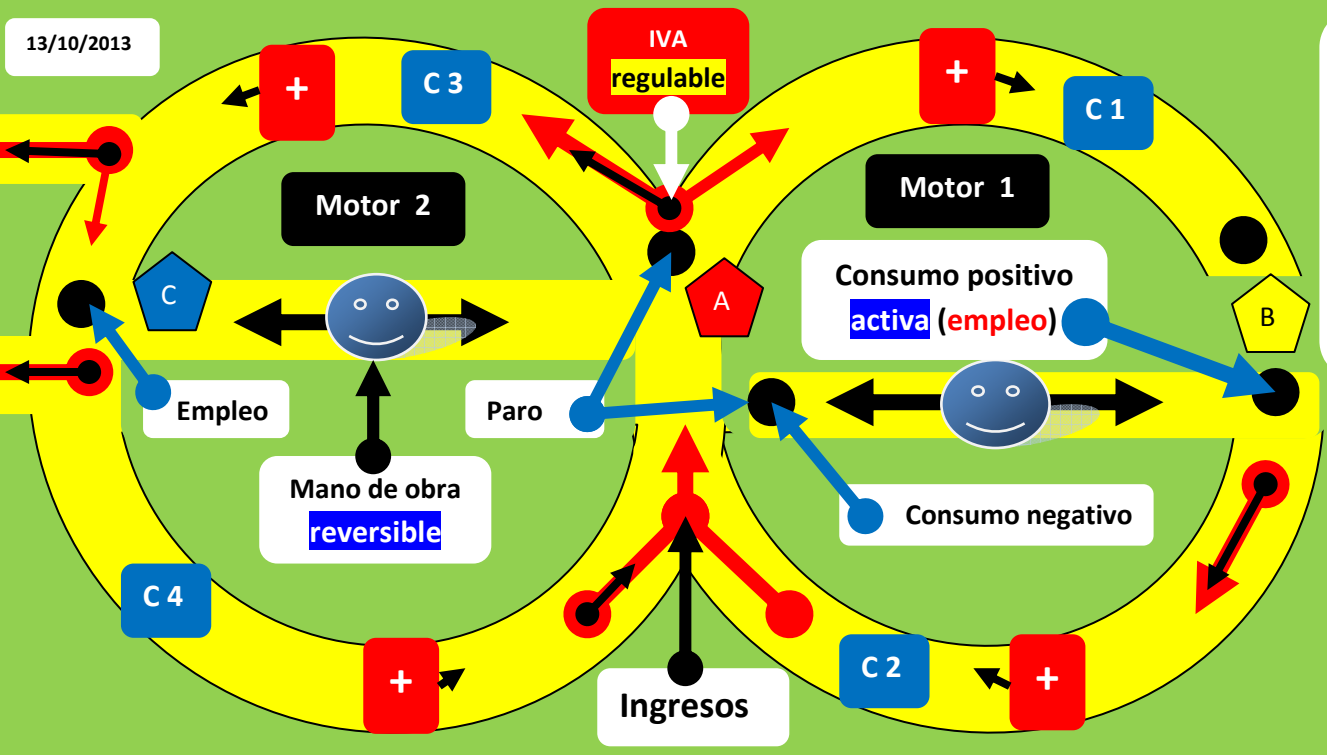 13/10/2013
IVA
regulable
+
C 3
+
C 1
Motor 2
Motor 1
C
A
Consumo positivo
activa (empleo)
B
Empleo
Paro
Mano de obra
reversible
Consumo negativo
C 4
C 2
+
+
Ingresos